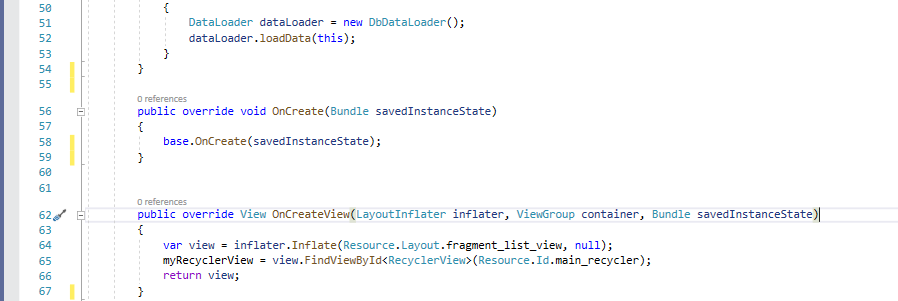 50 {
51 DataLoader dataLoader = new DbDataLoader();
52 dataLoader.loadData(this);
53 }
54 }
55
0 references
56 public override void OnCreate(Bundle savedInstanceState)
57 {
58 base.OnCreate(savedInstanceState);
59 }
60
61
0 references
62 public override View OnCreateView(LayoutInflater inflater, ViewGroup container, Bundle savedInstanceState)
63 {
64 var view = inflater.Inflate(Resource.Layout.fragment_list_view, null);
65 myRecyclerView = view.FindViewById<RecyclerView>(Resource.Id.main_recycler);
66 return view;
67 }